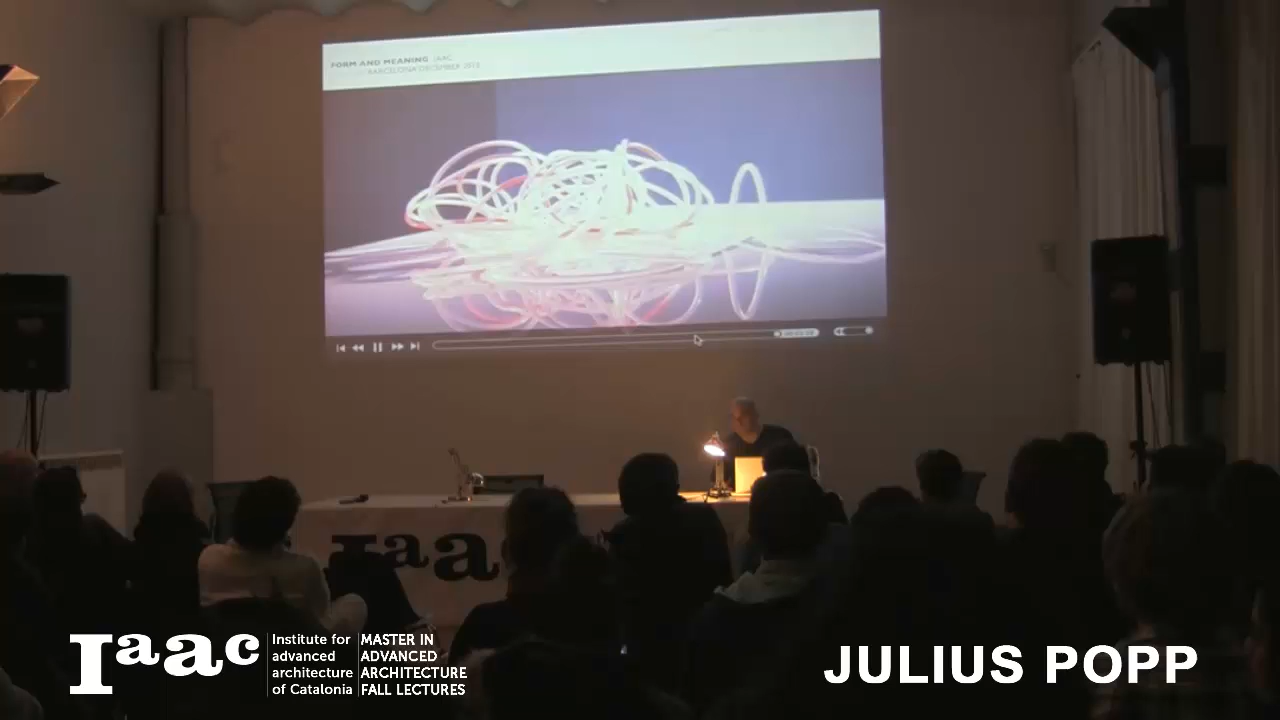 FORM AND MEANING IAAC
BARCELONA DECEMBER
Iaac
Iaac
Institute for
advanced
architecture
of Catalonia
MASTER IN
ADVANCED
ARCHITECTURE
FALL LECTURES
JULIUS POPP